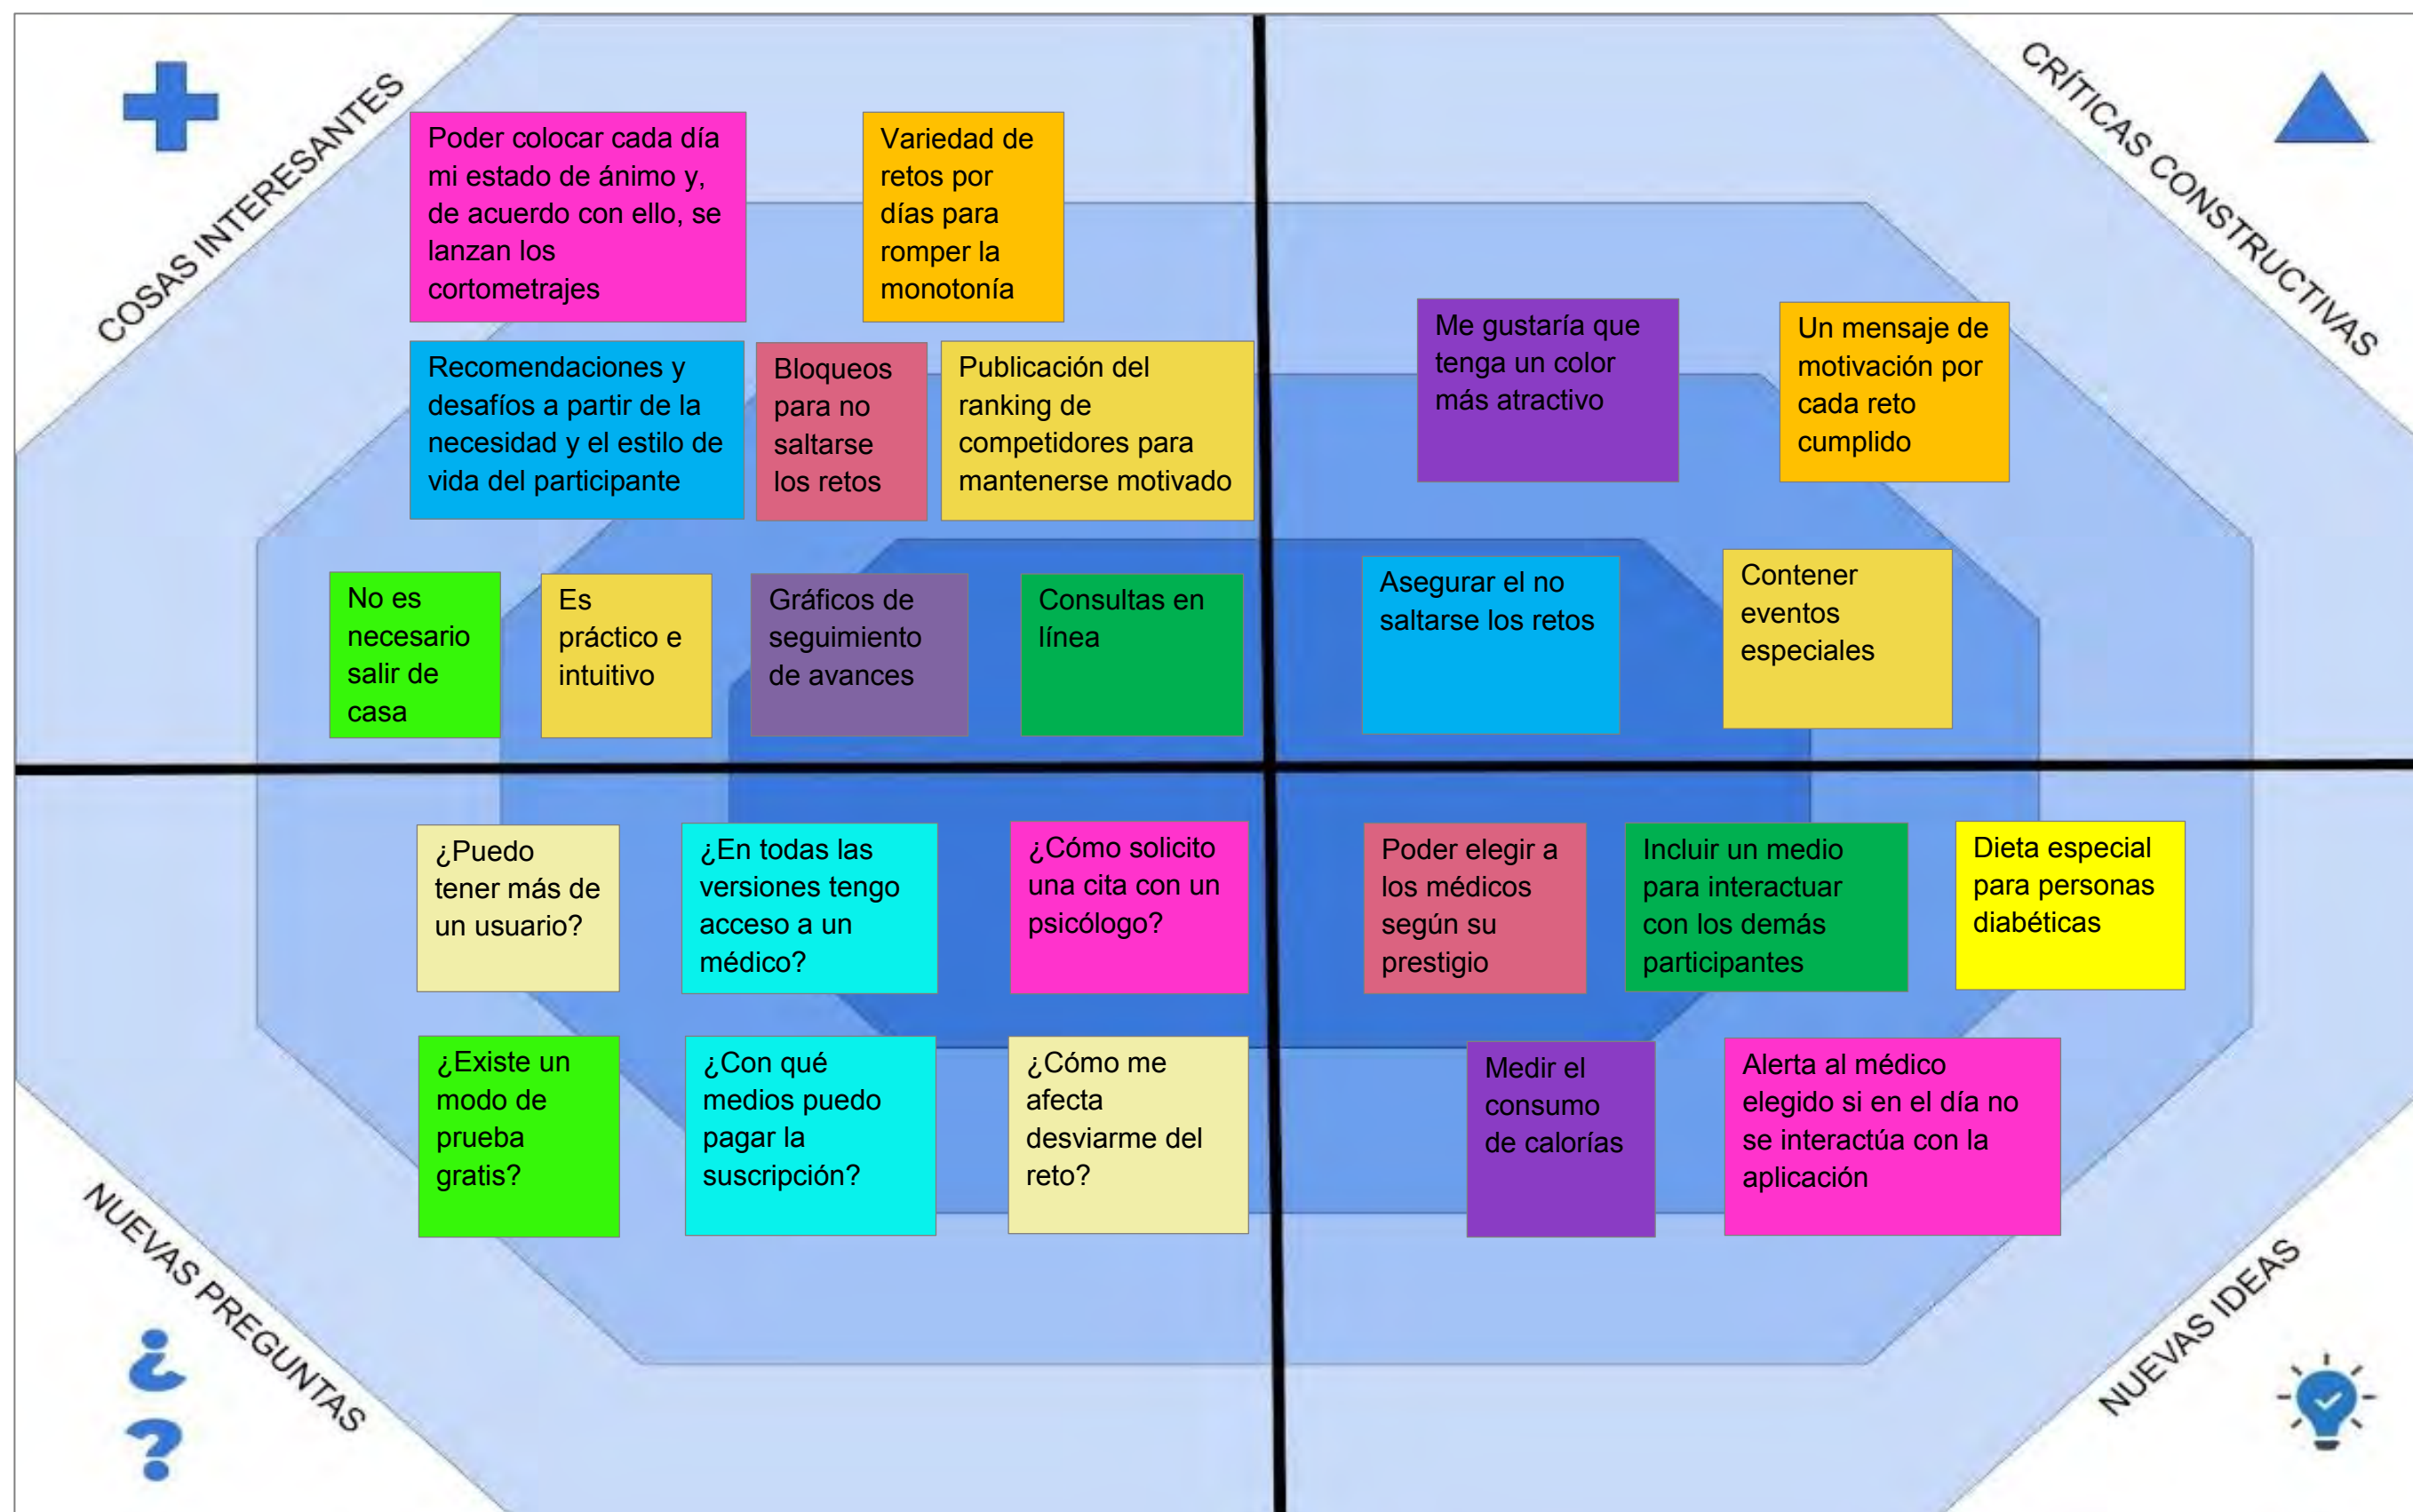 COSAS INTERESANTES
Poder colocar cada día
mi estado de ánimo y,
de acuerdo con ello, se
lanzan los
cortometrajes
Variedad de
retos por
días para
romper la
monotonía
Recomendaciones y
desafíos a partir de la
necesidad y el estilo de
vida del participante
Bloqueos
para no
saltarse
los retos
Publicación del
ranking de
competidores para
mantenerse motivado
No es
necesario
salir de
casa
Es
práctico e
intuitivo
Gráficos de
seguimiento
de avances
Consultas en
línea
CRÍTICAS CONSTRUCTIVAS
Me gustaría que
tenga un color
más atractivo
Un mensaje de
motivación por
cada reto
cumplido
Asegurar el no
saltarse los retos
Contener
eventos
especiales
NUEVAS PREGUNTAS
¿
?
¿Puedo
tener más de
un usuario?
¿En todas las
versiones tengo
acceso a un
médico?
¿Cómo solicito
una cita con un
psicólogo?
¿Existe un
modo de
prueba
gratis?
¿Con qué
medios puedo
pagar la
suscripción?
¿Cómo me
afecta
desviarme del
reto?
NUEVAS IDEAS
Poder elegir a
los médicos
según su
prestigio
Incluir un medio
para interactuar
con los demás
participantes
Dieta especial
para personas
diabéticas
Medir el
consumo
de calorías
Alerta al médico
elegido si en el día no
se interactúa con la
aplicación